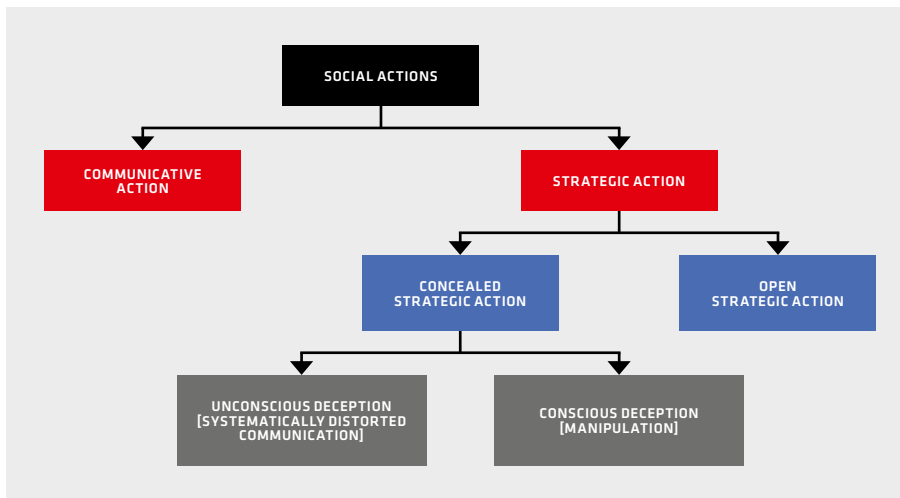 SOCIAL ACTIONS
COMMUNICATIVE
ACTION
STRATEGIC ACTION
CONCEALED
STRATEGIC ACTION
OPEN
STRATEGIC ACTION
UNCONSCIOUS DECEPTION
[SYSTEMATICALLY DISTORTED
COMMUNICATION]
CONSCIOUS DECEPTION
[MANIPULATION]